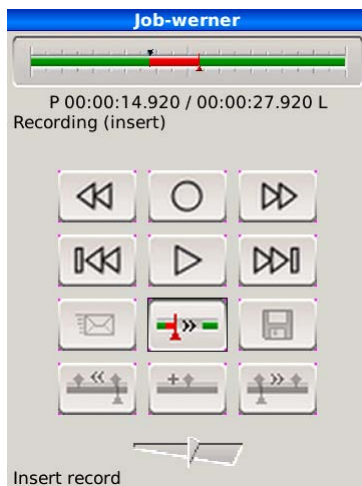 Job-werner
P 00:00:14.920 / 00:00:27.920 L
Recording (insert)
Insert record